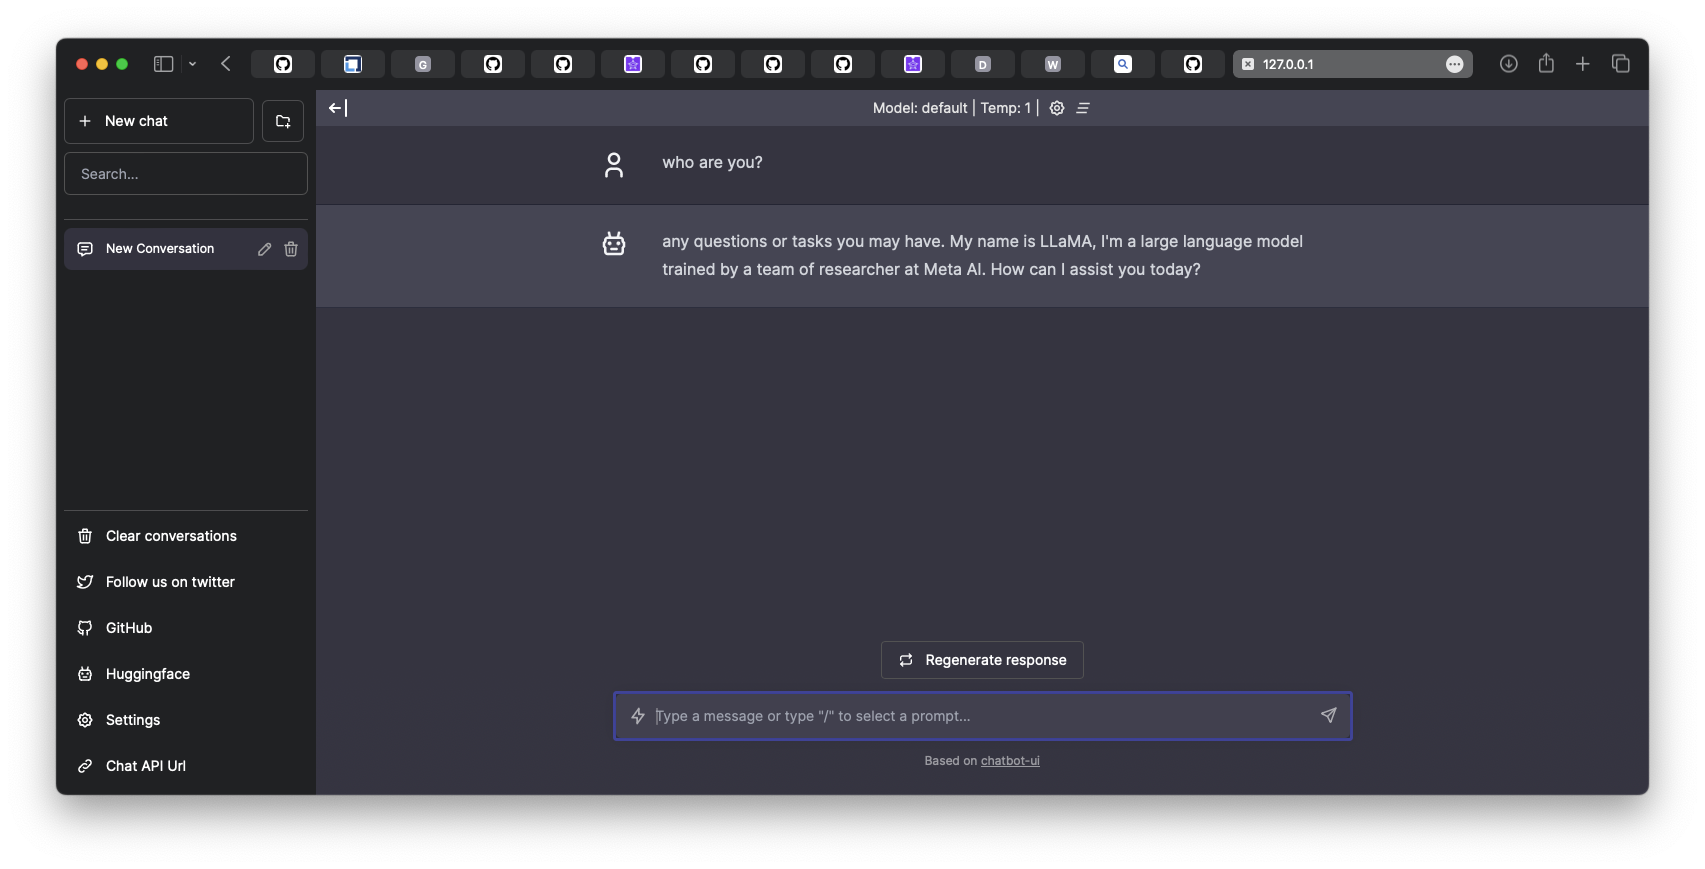 G
D
W
127.0.0.1
New chat
Search...
New Conversation
Clear conversations
Follow us on twitter
GitHub
Huggingface
Settings
Chat API Url
Model: default | Temp: 1 |
who are you?
any questions or tasks you may have. My name is LLaMA, I'm a large language model
trained by a team of researcher at Meta AI. How can I assist you today?
Regenerate response
Type a message or type "/" to select a prompt...
Based on chatbot-ui